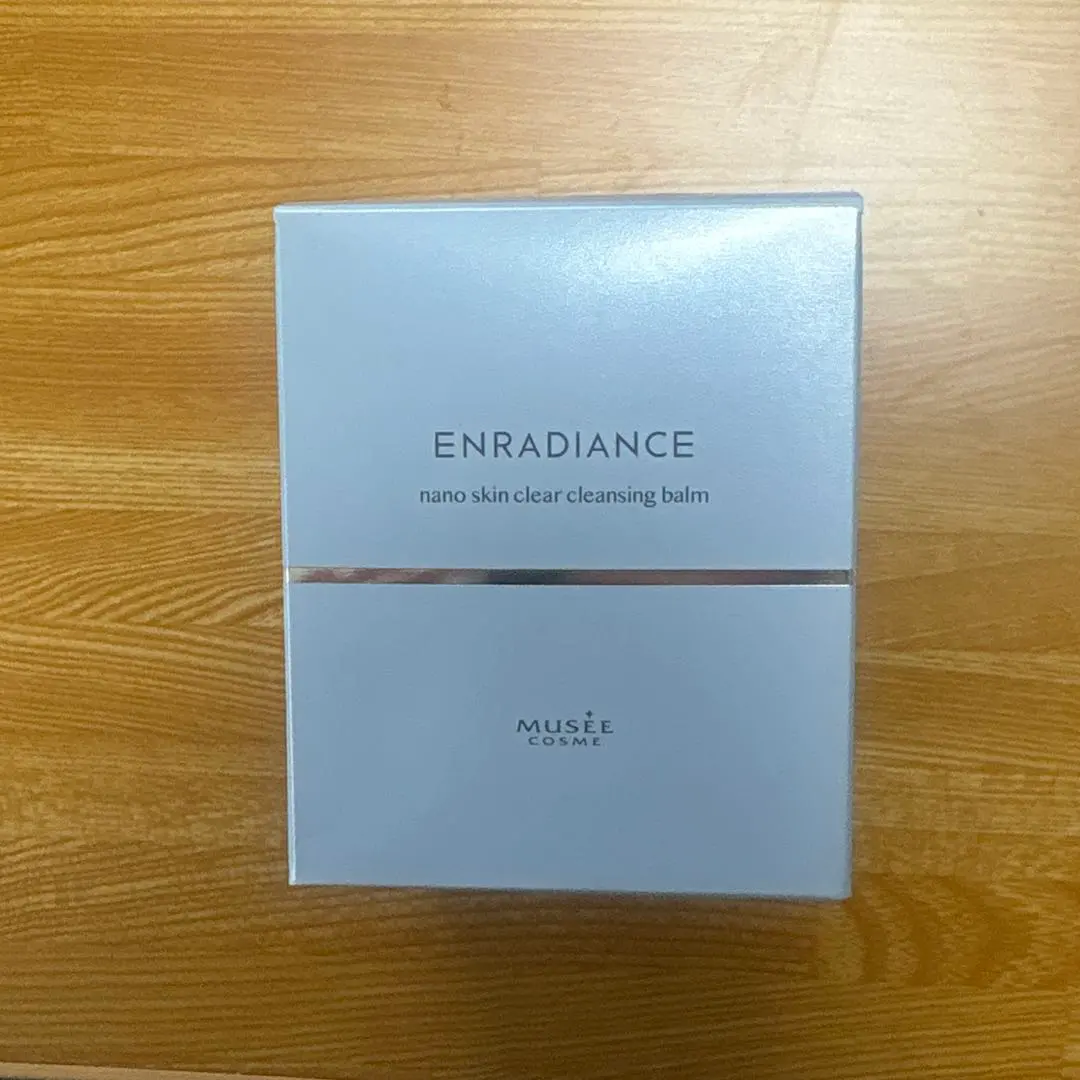 ENRADIANCE
nano skin clear cleansing balm
MUSÉE
COSME